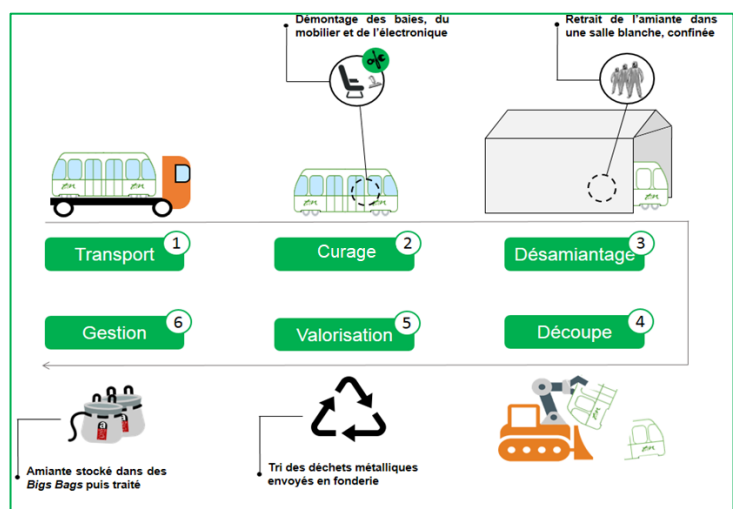 Démontage des baies, du
mobilier et de l'électronique
Retrait de l'amiante dans
une salle blanche, confinée
Transport 1
Curage 2
Désamiantage 3
Gestion 6
Valorisation 5
Découpe 4
Amiante stocké dans des
Bigs Bags puis traité
Tri des déchets métalliques
envoyés en fonderie